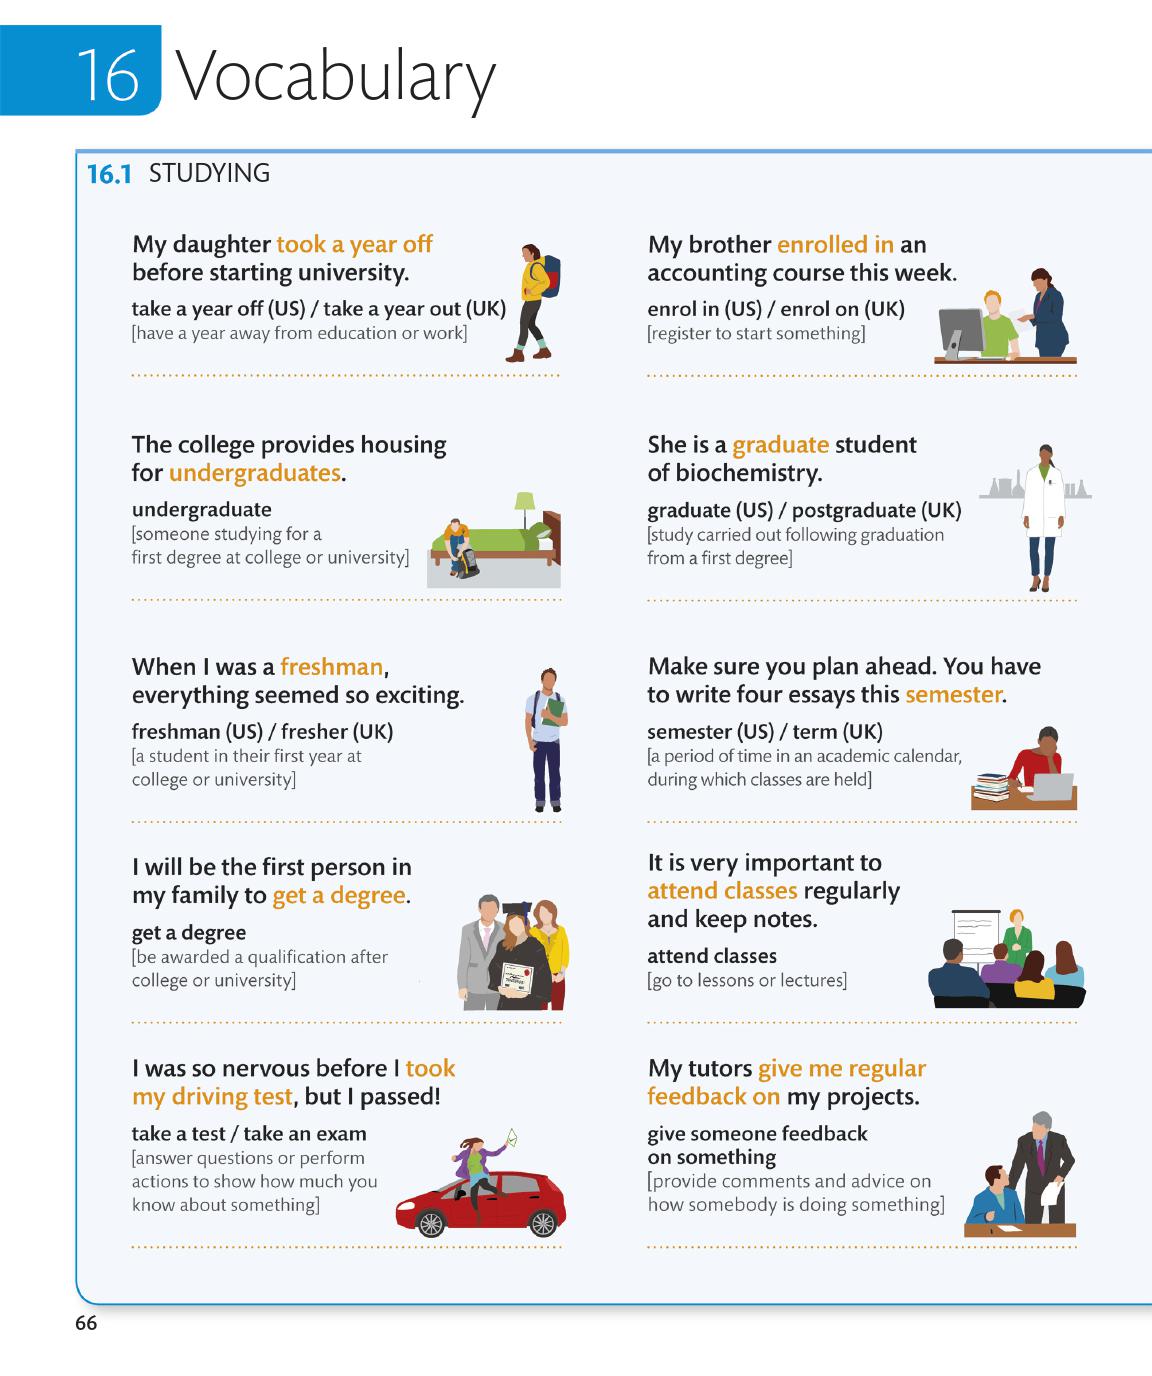 16 Vocabulary
16.1 STUDYING
My daughter took a year off
before starting university.
take a year off (US) / take a year out (UK)
[have a year away from education or work]
My brother enrolled in an
accounting course this week.
enrol in (US) / enrol on (UK)
[register to start something]
The college provides housing
for undergraduates.
undergraduate
[someone studying for a
first degree at college or university]
She is a graduate student
of biochemistry.
graduate (US) / postgraduate (UK)
[study carried out following graduation
from a first degree]
When I was a freshman,
everything seemed so exciting.
freshman (US) / fresher (UK)
[a student in their first year at
college or university]
Make sure you plan ahead. You have
to write four essays this semester.
semester (US) / term (UK)
[a period of time in an academic calendar,
during which classes are held]
I will be the first person in
my family to get a degree.
get a degree
[be awarded a qualification after
college or university]
It is very important to
attend classes regularly
and keep notes.
attend classes
[go to lessons or lectures]
I was so nervous before I took
my driving test, but I passed!
take a test / take an exam
[answer questions or perform
actions to show how much you
know about something]
My tutors give me regular
feedback on my projects.
give someone feedback
on something
[provide comments and advice on
how somebody is doing something]
66